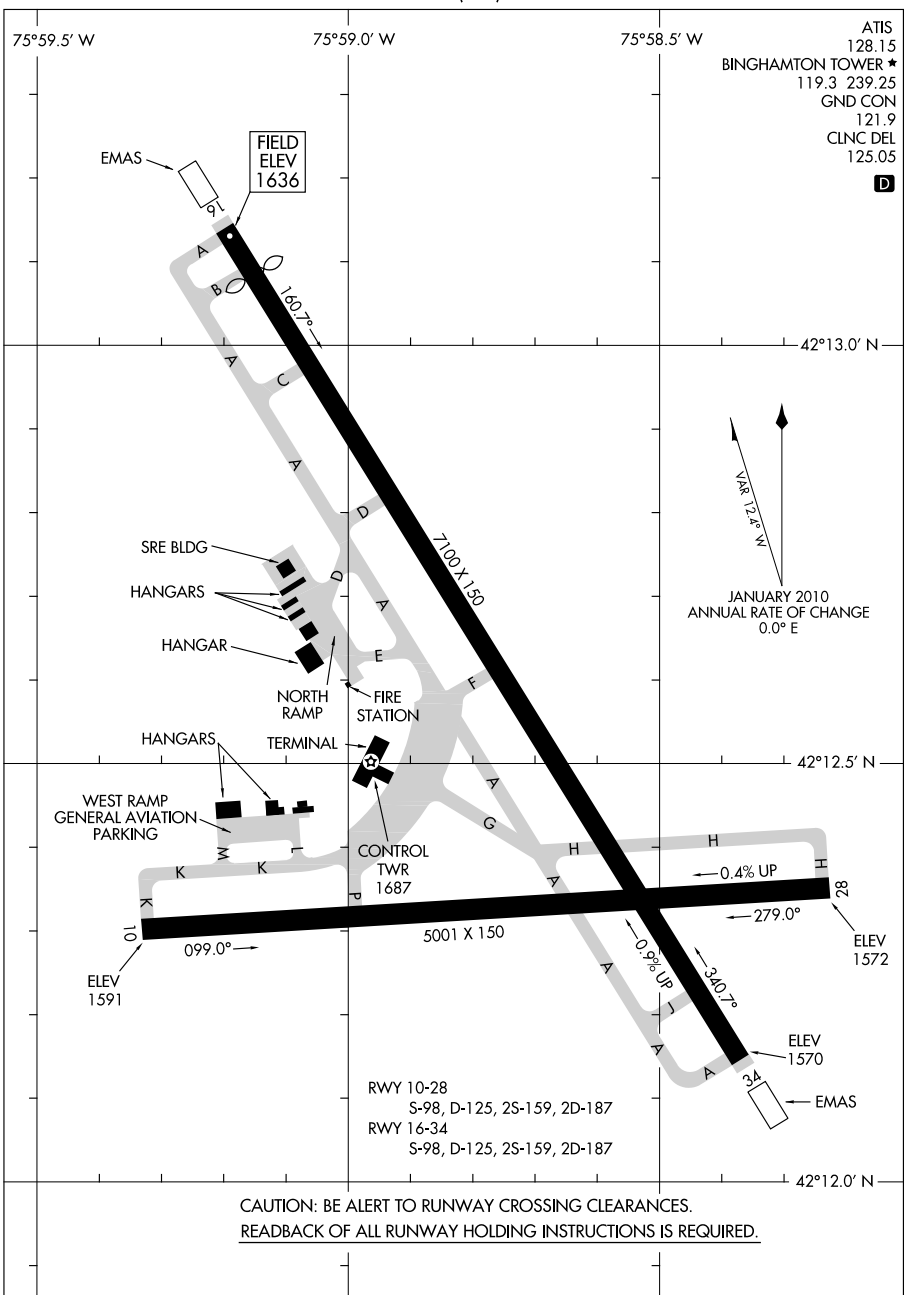 75°59.5' W
75°59.0' W
75°58.5' W
ATIS
128.15
BINGHAMTON TOWER ★
119.3 239.25
GND CON
121.9
CLNC DEL
125.05
D
EMAS
FIELD
ELEV
1636
16
A
B
160.7°
42°13.0' N
A
C
A
D
VAR 12.4° W
7100 X 150
SRE BLDG
D
HANGARS
A
JANUARY 2010
ANNUAL RATE OF CHANGE
0.0° E
HANGAR
E
F
NORTH
RAMP
FIRE
STATION
HANGARS
TERMINAL
42°12.5' N
A
WEST RAMP
GENERAL AVIATION
PARKING
G
H
H
H
M
L
CONTROL
TWR
1687
K
K
A
0.4% UP
28
K
P
10
099.0°
5001 X 150
279.0°
ELEV
1572
0.9% UP
340.7°
ELEV
1591
A
J
A
ELEV
1570
A
34
RWY 10-28
S-98, D-125, 2S-159, 2D-187
RWY 16-34
S-98, D-125, 2S-159, 2D-187
EMAS
42°12.0' N
CAUTION: BE ALERT TO RUNWAY CROSSING CLEARANCES.
READBACK OF ALL RUNWAY HOLDING INSTRUCTIONS IS REQUIRED.